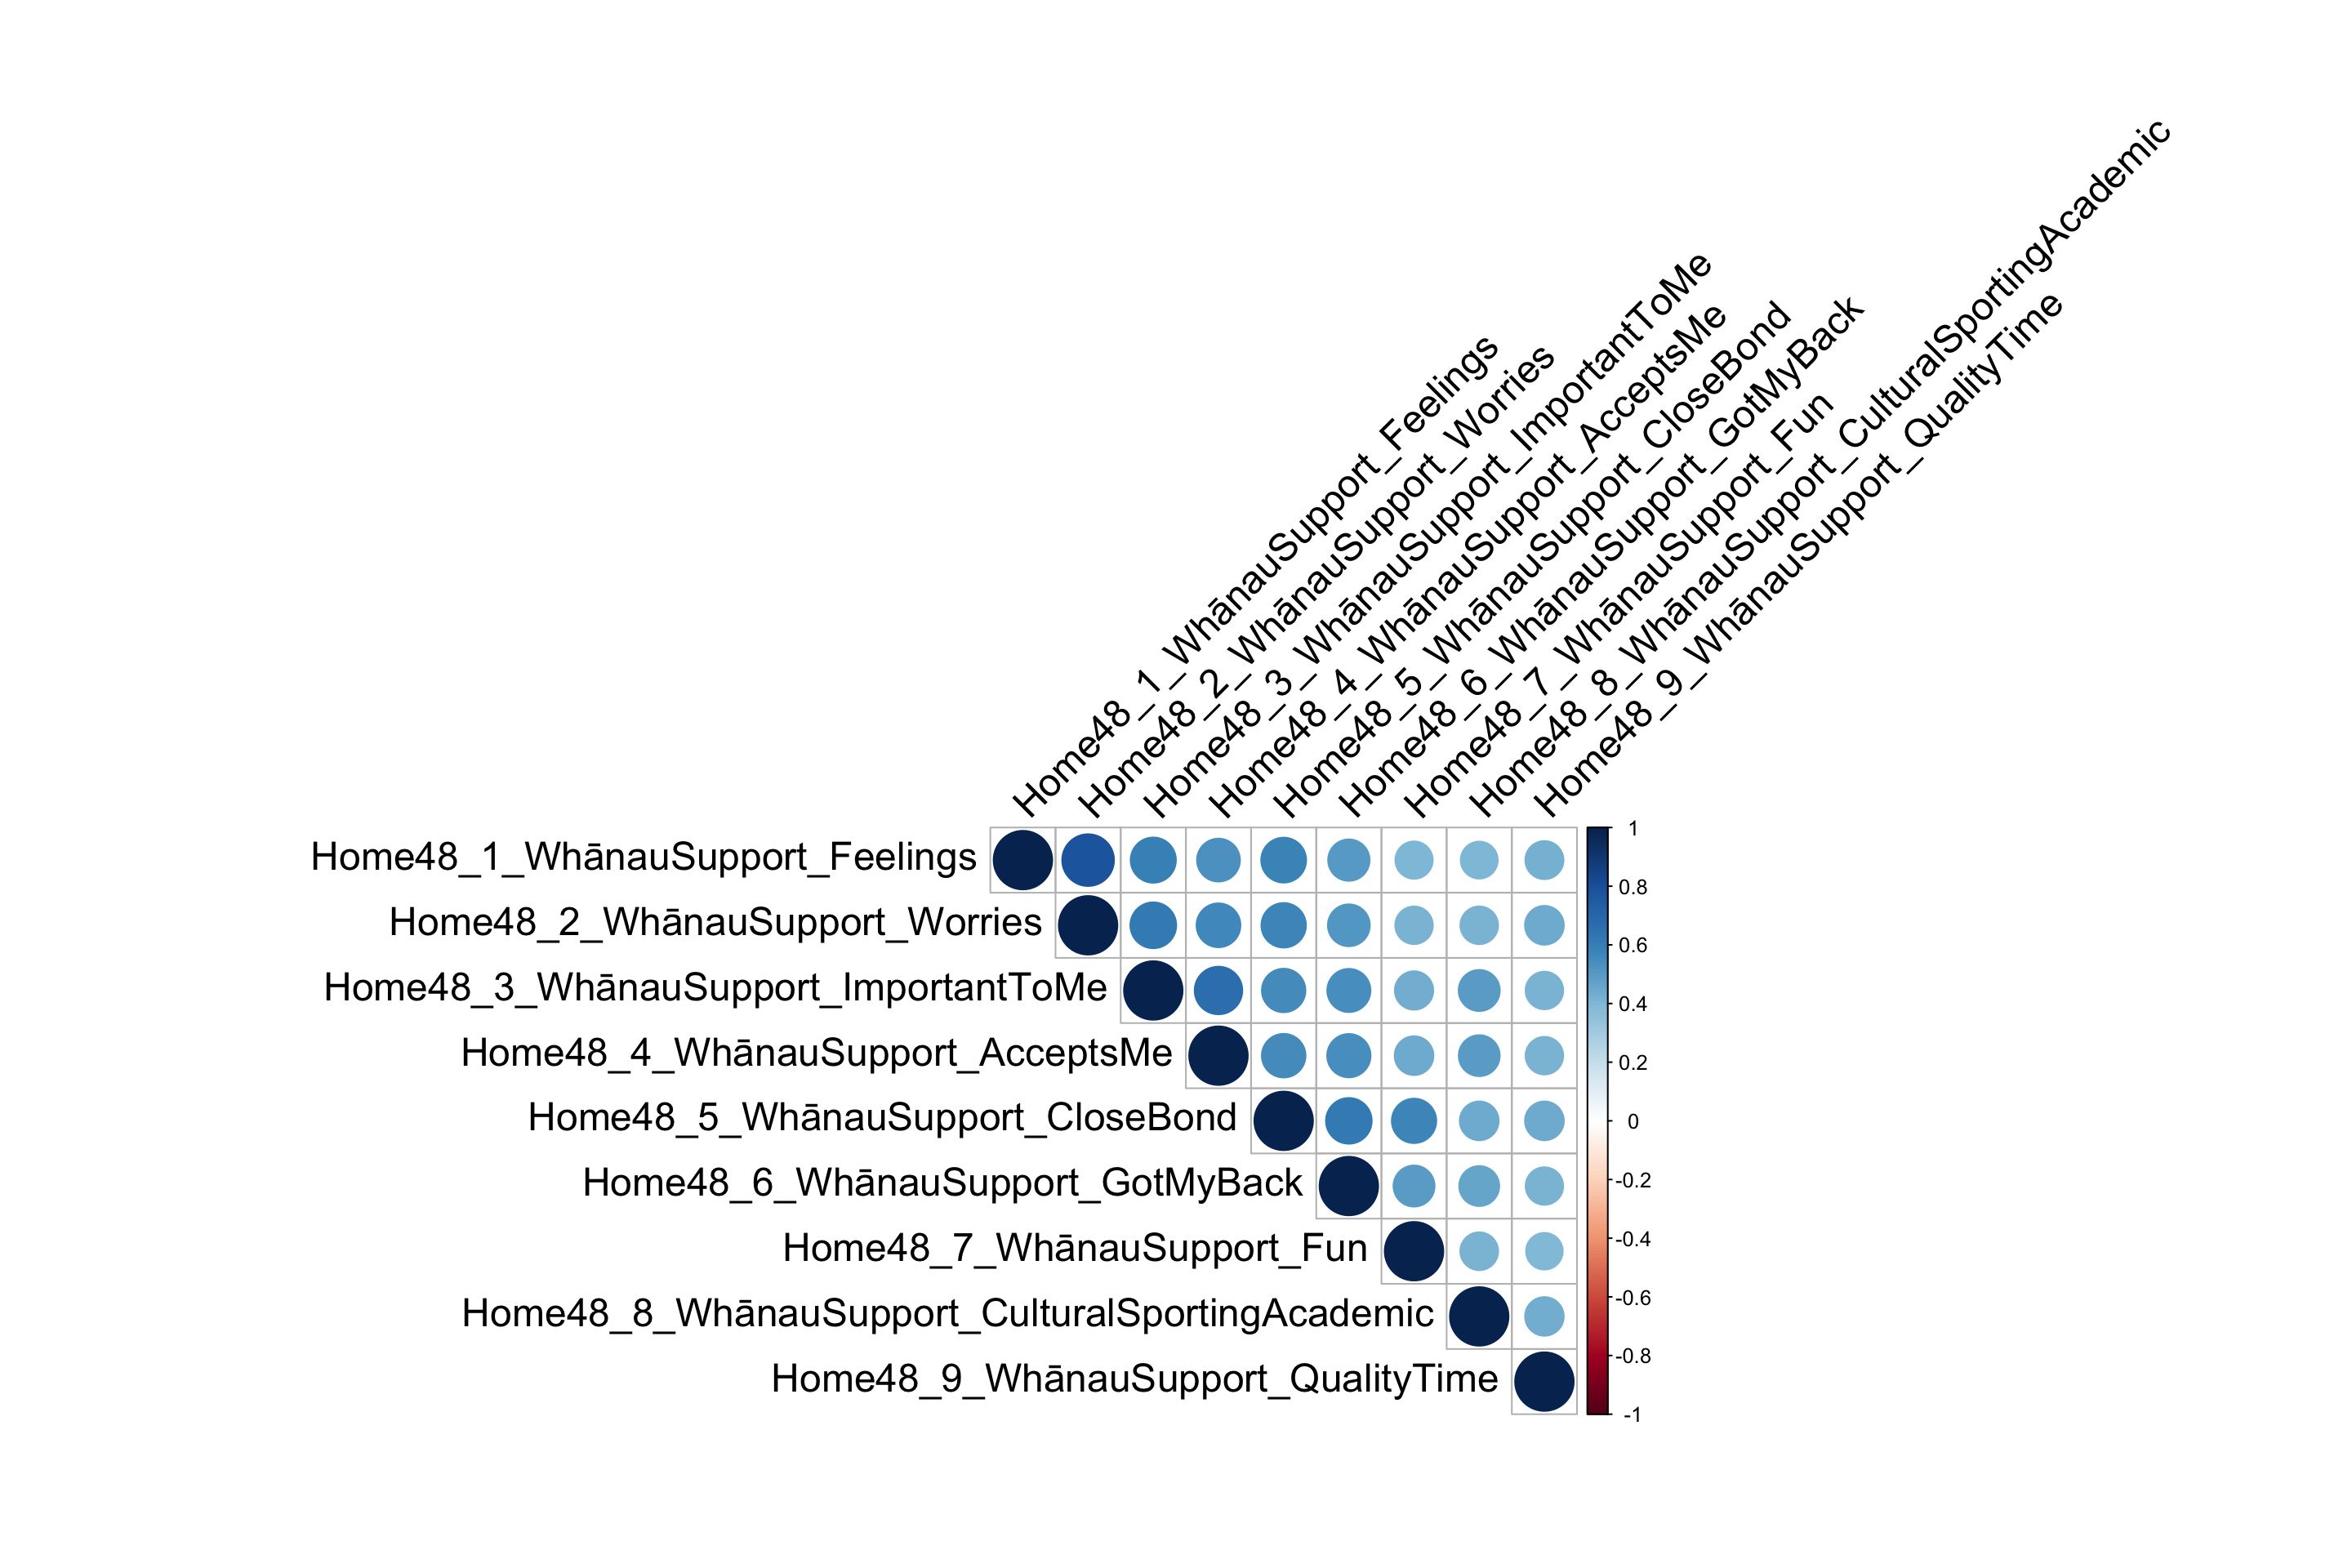 Home48_1_WhānauSupport_Feelings
Home48_2_WhānauSupport_Worries
Home48_3_WhānauSupport_ImportantToMe
Home48_4_WhānauSupport_AcceptsMe
Home48_5_WhānauSupport_CloseBond
Home48_6_WhānauSupport_GotMyBack
Home48_7_WhānauSupport_Fun
Home48_8_WhānauSupport_CulturalSportingAcademic
Home48_9_WhānauSupport_QualityTime
Home48_1_WhānauSupport_Feelings
Home48_2_WhānauSupport_Worries
Home48_3_WhānauSupport_ImportantToMe
Home48_4_WhānauSupport_AcceptsMe
Home48_5_WhānauSupport_CloseBond
Home48_6_WhānauSupport_GotMyBack
Home48_7_WhānauSupport_Fun
Home48_8_WhānauSupport_CulturalSportingAcademic
Home48_9_WhānauSupport_QualityTime
1
0.8
0.6
0.4
0.2
0
-0.2
-0.4
-0.6
-0.8
-1